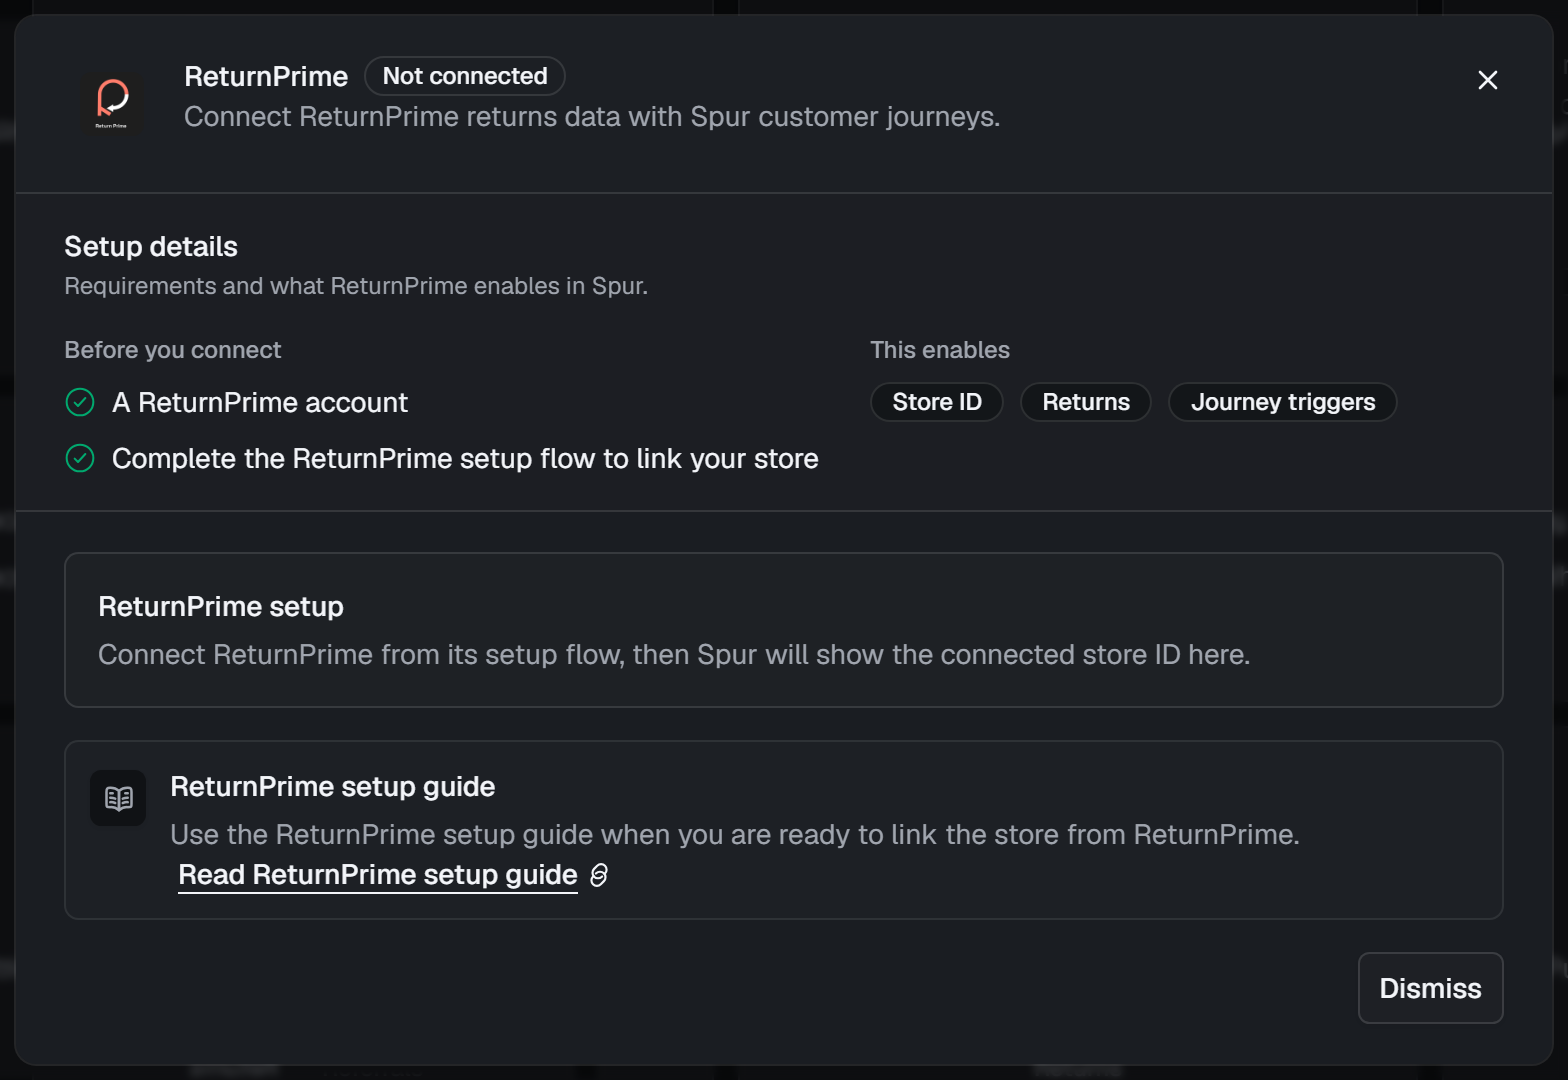 ReturnPrime
Not connected
Connect ReturnPrime returns data with Spur customer journeys.
Return Prime
Setup details
Requirements and what ReturnPrime enables in Spur.
Before you connect
A ReturnPrime account
Complete the ReturnPrime setup flow to link your store
This enables
Store ID
Returns
Journey triggers
ReturnPrime setup
Connect ReturnPrime from its setup flow, then Spur will show the connected store ID here.
ReturnPrime setup guide
Use the ReturnPrime setup guide when you are ready to link the store from ReturnPrime.
Read ReturnPrime setup guide
Dismiss